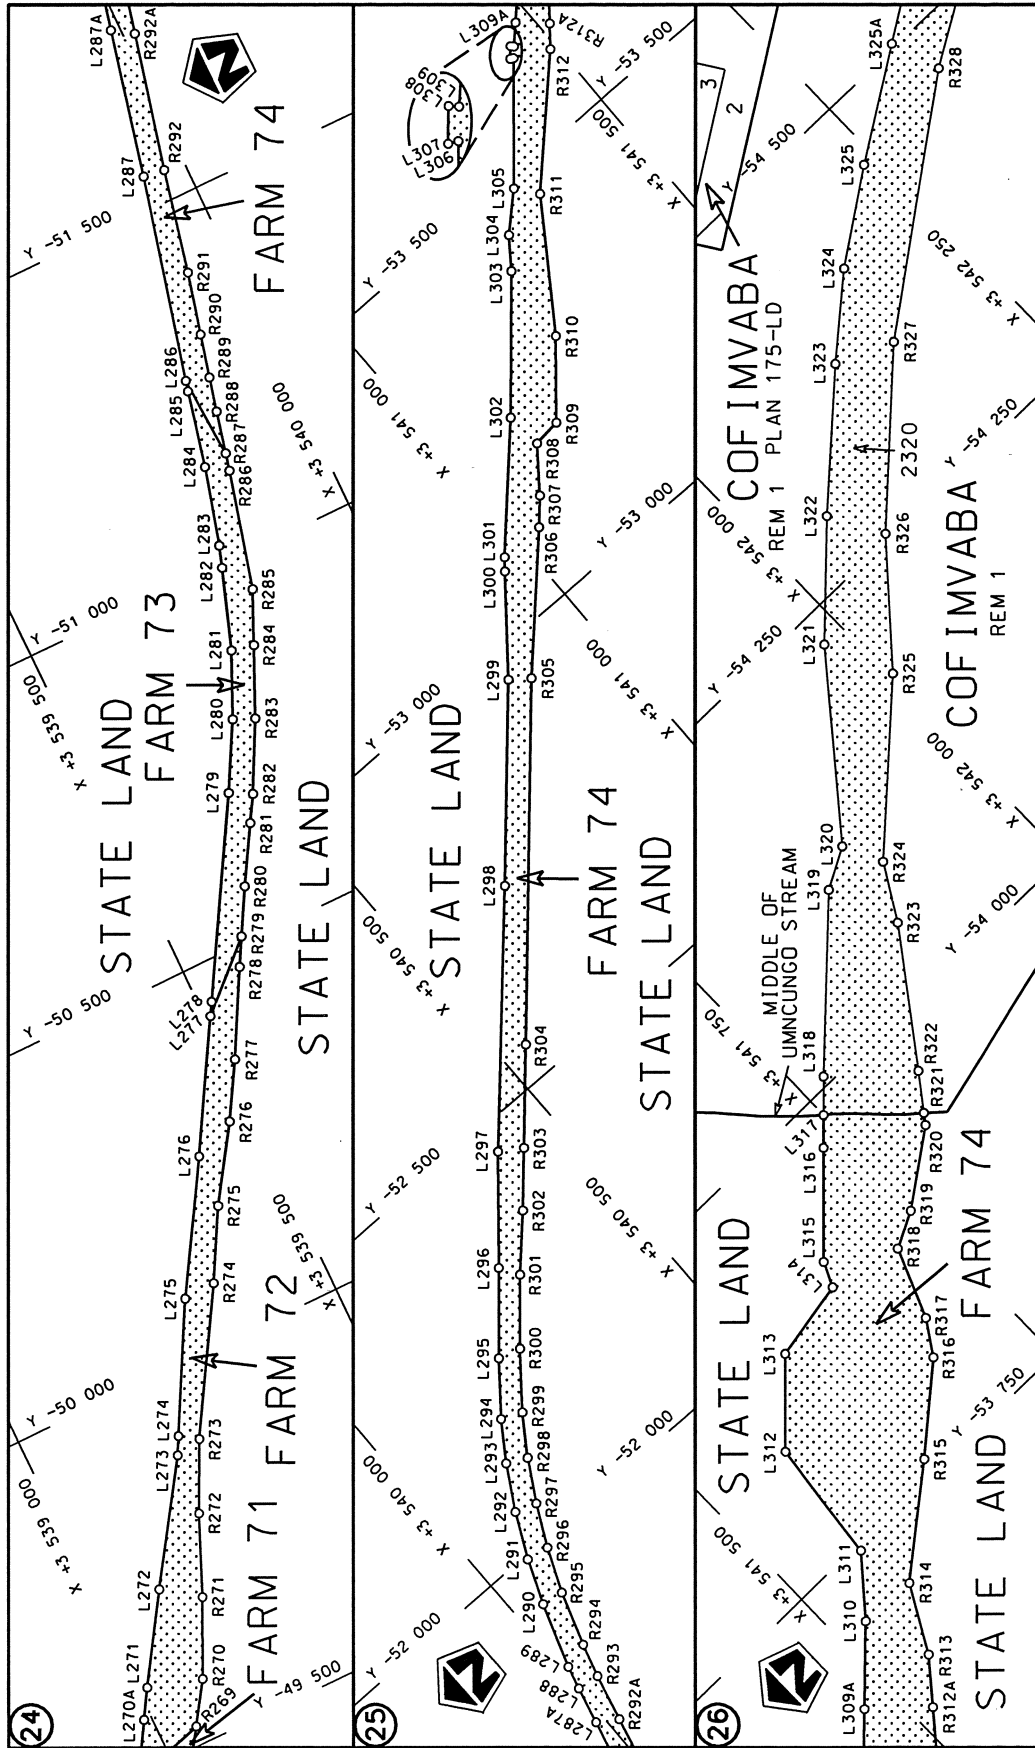 24
L270A
L271
L272
L273
L274
L275
L276
L277
L278
L279
L280
L281
L282
L283
L284
L285
L286
L287
L287A
R269
R270
R271
R272
R273
R274
R275
R276
R277
R278
R279
R280
R281
R282
R283
R284
R285
R286
R287
R288
R289
R290
R291
R292
R292A
X +3 539 000
Y -50 000
Y -50 500
X +3 539 500
Y -51 000
Y -51 500
Y -49 500
X +3 539 500
X +3 540 000
X +3 540 000
STATE LAND
FARM 73
FARM 74
FARM 71
FARM 72
STATE LAND
25
L287A
L288
L289
L290
L291
L292
L293
L294
L295
L296
L297
L298
L299
L300
L301
L302
L303
L304
L305
L306
L307
L308
L309
L309A
R292A
R293
R294
R295
R296
R297
R298
R299
R300
R301
R302
R303
R304
R305
R306
R307
R308
R309
R310
R311
R312
R312A
Y -52 000
X +3 540 000
Y -52 500
X +3 540 500
Y -53 000
X +3 541 000
Y -53 500
Y -52 000
X +3 540 500
X +3 541 000
Y -53 000
X +3 541 500
Y -53 500
STATE LAND
FARM 74
STATE LAND
26
L309A
L310
L311
L312
L313
L314
L315
L316
L317
L318
L319
L320
L321
L322
L323
L324
L325
L325A
R312A
R313
R314
R315
R316
R317
R318
R319
R320
R321
R322
R323
R324
R325
R326
R327
R328
X +3 541 500
X +3 541 750
Y -54 250
X +3 542 000
Y -54 500
Y -53 750
Y -54 000
X +3 542 000
Y -54 250
X +3 542 250
STATE LAND
MIDDLE OF
UMNCUNGO STREAM
COFIMVABA
REM 1 PLAN 175-LD
3
2
2320
STATE LAND
FARM 74
COFIMVABA
REM 1